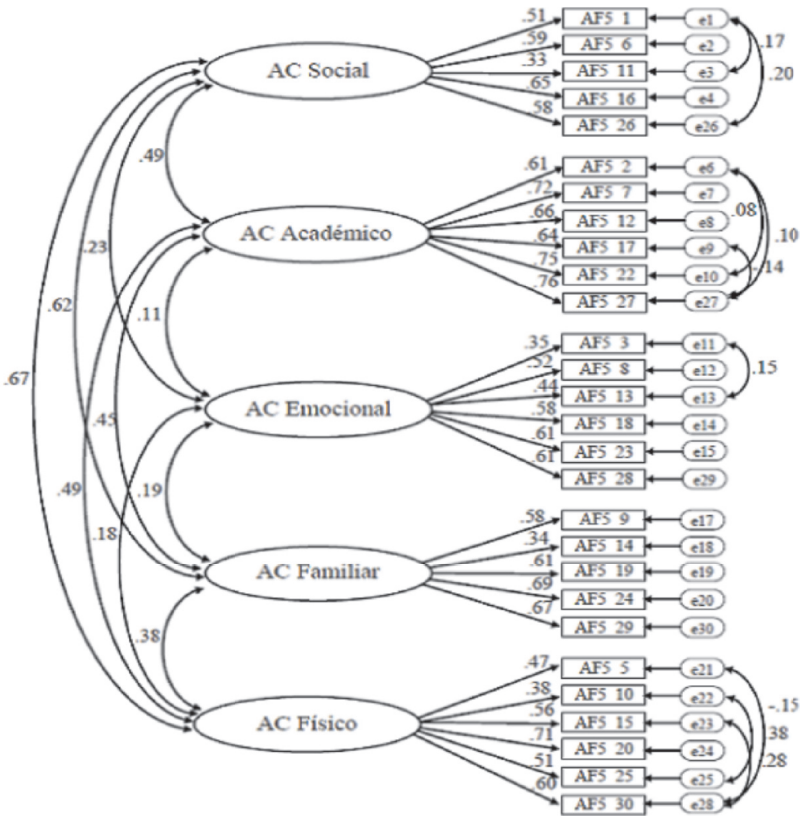 .51 AF5 1 e1
.59 AF5 6 e2 .17
.33 AF5 11 e3 .20
AC Social
.65 AF5 16 e4
.58 AF5 26 e26
.49
.61 AF5 2 e6
.72 AF5 7 e7
.66 AF5 12 e8 .08
AC Académico
.64 AF5 17 e9 .10
.75 AF5 22 e10 -.14
.76 AF5 27 e27
.23
.62
.11
.67
.35 AF5 3 e11
.52 AF5 8 e12 .15
.44 AF5 13 e13
AC Emocional
.58 AF5 18 e14
.61 AF5 23 e15
.61 AF5 28 e29
.45
.49
.19
.18
.58 AF5 9 e17
.34 AF5 14 e18
.61 AF5 19 e19
AC Familiar
.69 AF5 24 e20
.67 AF5 29 e30
.38
.47 AF5 5 e21
.38 AF5 10 e22 -.15
.56 AF5 15 e23 38
AC Físico
.71 AF5 20 e24 .28
.51 AF5 25 e25
.60 AF5 30 e28